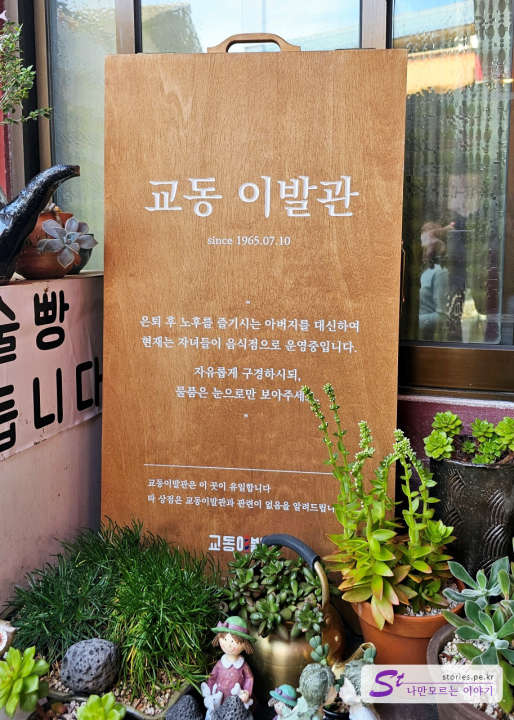 교동 이발관
since 1965.07.10
은퇴 후 노후를 즐기시는 아버지를 대신하여
현재는 자녀들이 음식점으로 운영중입니다.
자유롭게 구경하시되,
물품은 눈으로만 보아주세
교동이발관은 이 곳이 유일합니다
타 상점은 교동이발관과 관련이 없음을 알려드립니
교동이발
술빵
듭니다
stories.pe.kr
St 나만모르는 이야기